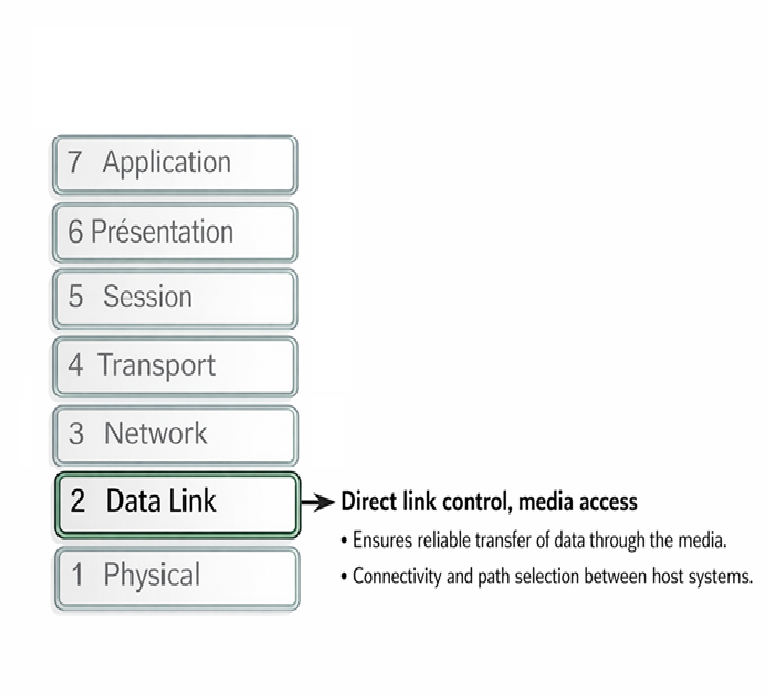 7 Application
6 Présentation
5 Session
4 Transport
3 Network
2 Data Link
Direct link control, media access
• Ensures reliable transfer of data through the media.
• Connectivity and path selection between host systems.
1 Physical